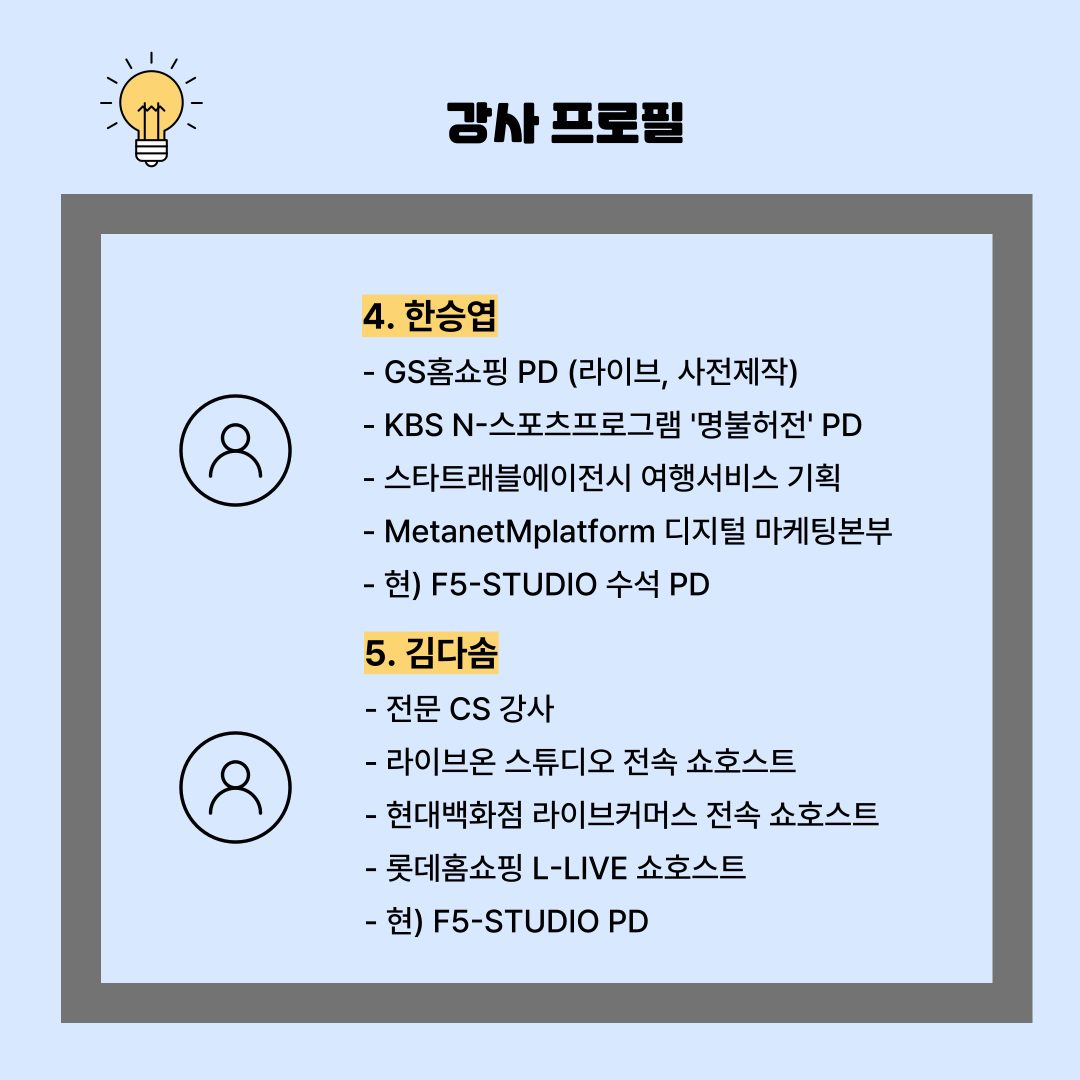 강사 프로필
4. 한승엽
- GS홈쇼핑 PD (라이브, 사전제작)
- KBS N-스포츠프로그램 '명불허전' PD
- 스타트래블에이전시 여행서비스 기획
- MetanetMplatform 디지털 마케팅본부
- 현) F5-STUDIO 수석 PD
5. 김다솜
- 전문 CS 강사
- 라이브온 스튜디오 전속 쇼호스트
- 현대백화점 라이브커머스 전속 쇼호스트
- 롯데홈쇼핑 L-LIVE 쇼호스트
- 현) F5-STUDIO PD